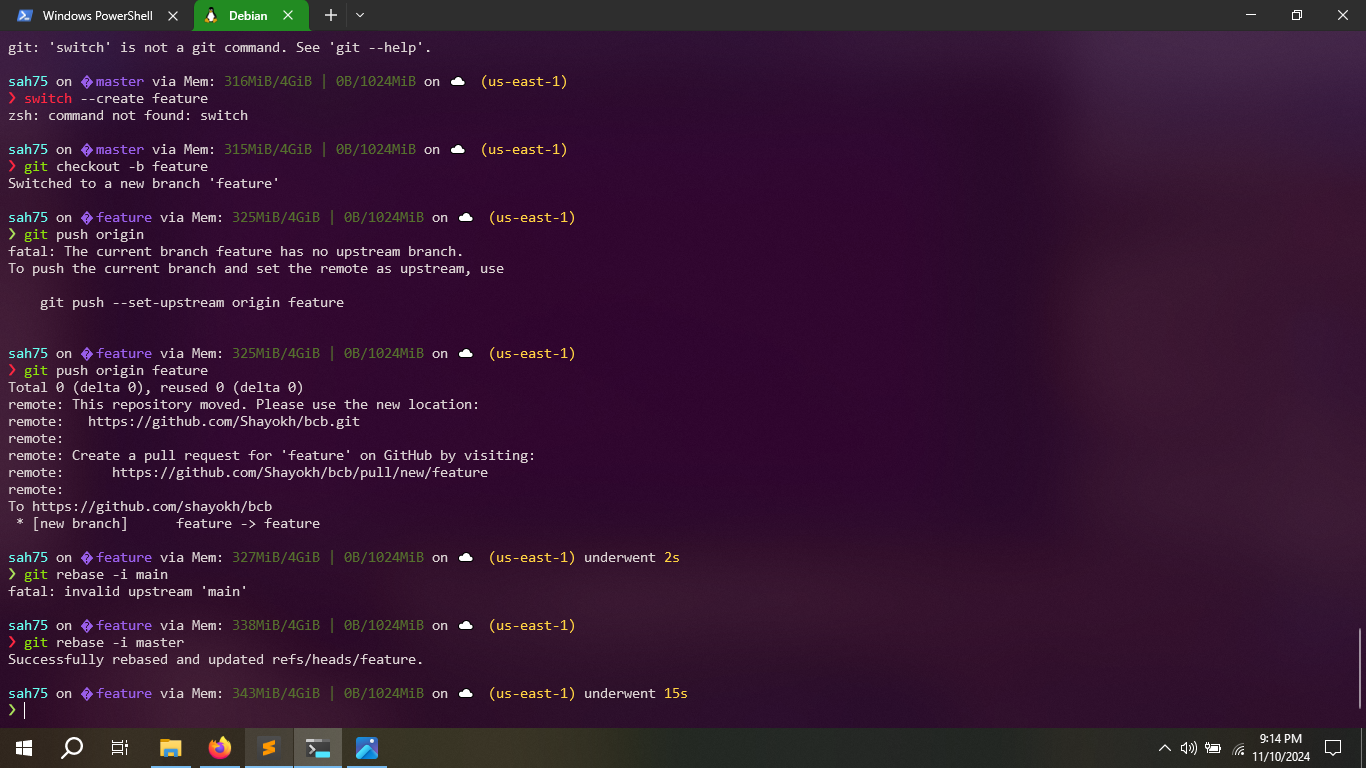 Windows PowerShell
Debian
git: 'switch' is not a git command. See 'git --help'.
sah75 on �master via Mem: 316MiB/4GiB | 0B/1024MiB on ☁ (us-east-1)
❯ switch --create feature
zsh: command not found: switch
sah75 on �master via Mem: 315MiB/4GiB | 0B/1024MiB on ☁ (us-east-1)
❯ git checkout -b feature
Switched to a new branch 'feature'
sah75 on �feature via Mem: 325MiB/4GiB | 0B/1024MiB on ☁ (us-east-1)
❯ git push origin
fatal: The current branch feature has no upstream branch.
To push the current branch and set the remote as upstream, use
git push --set-upstream origin feature
sah75 on �feature via Mem: 325MiB/4GiB | 0B/1024MiB on ☁ (us-east-1)
❯ git push origin feature
Total 0 (delta 0), reused 0 (delta 0)
remote: This repository moved. Please use the new location:
remote:   https://github.com/Shayokh/bcb.git
remote:
remote: Create a pull request for 'feature' on GitHub by visiting:
remote:      https://github.com/Shayokh/bcb/pull/new/feature
remote:
To https://github.com/shayokh/bcb
* [new branch]      feature -> feature
sah75 on �feature via Mem: 327MiB/4GiB | 0B/1024MiB on ☁ (us-east-1) underwent 2s
❯ git rebase -i main
fatal: invalid upstream 'main'
sah75 on �feature via Mem: 338MiB/4GiB | 0B/1024MiB on ☁ (us-east-1)
❯ git rebase -i master
Successfully rebased and updated refs/heads/feature.
sah75 on �feature via Mem: 343MiB/4GiB | 0B/1024MiB on ☁ (us-east-1) underwent 15s
❯
9:14 PM
11/10/2024